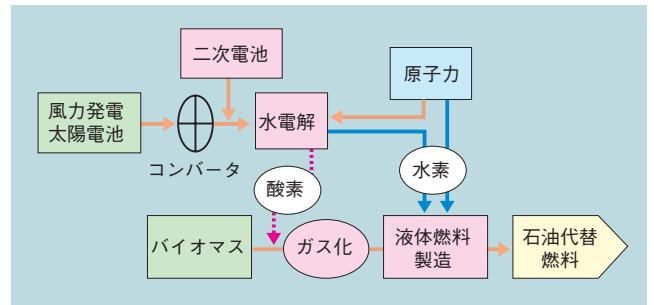 二次電池
原子力
風力発電
太陽電池
水電解
コンバータ
酸素
水素
バイオマス
ガス化
液体燃料
製造
石油代替
燃料